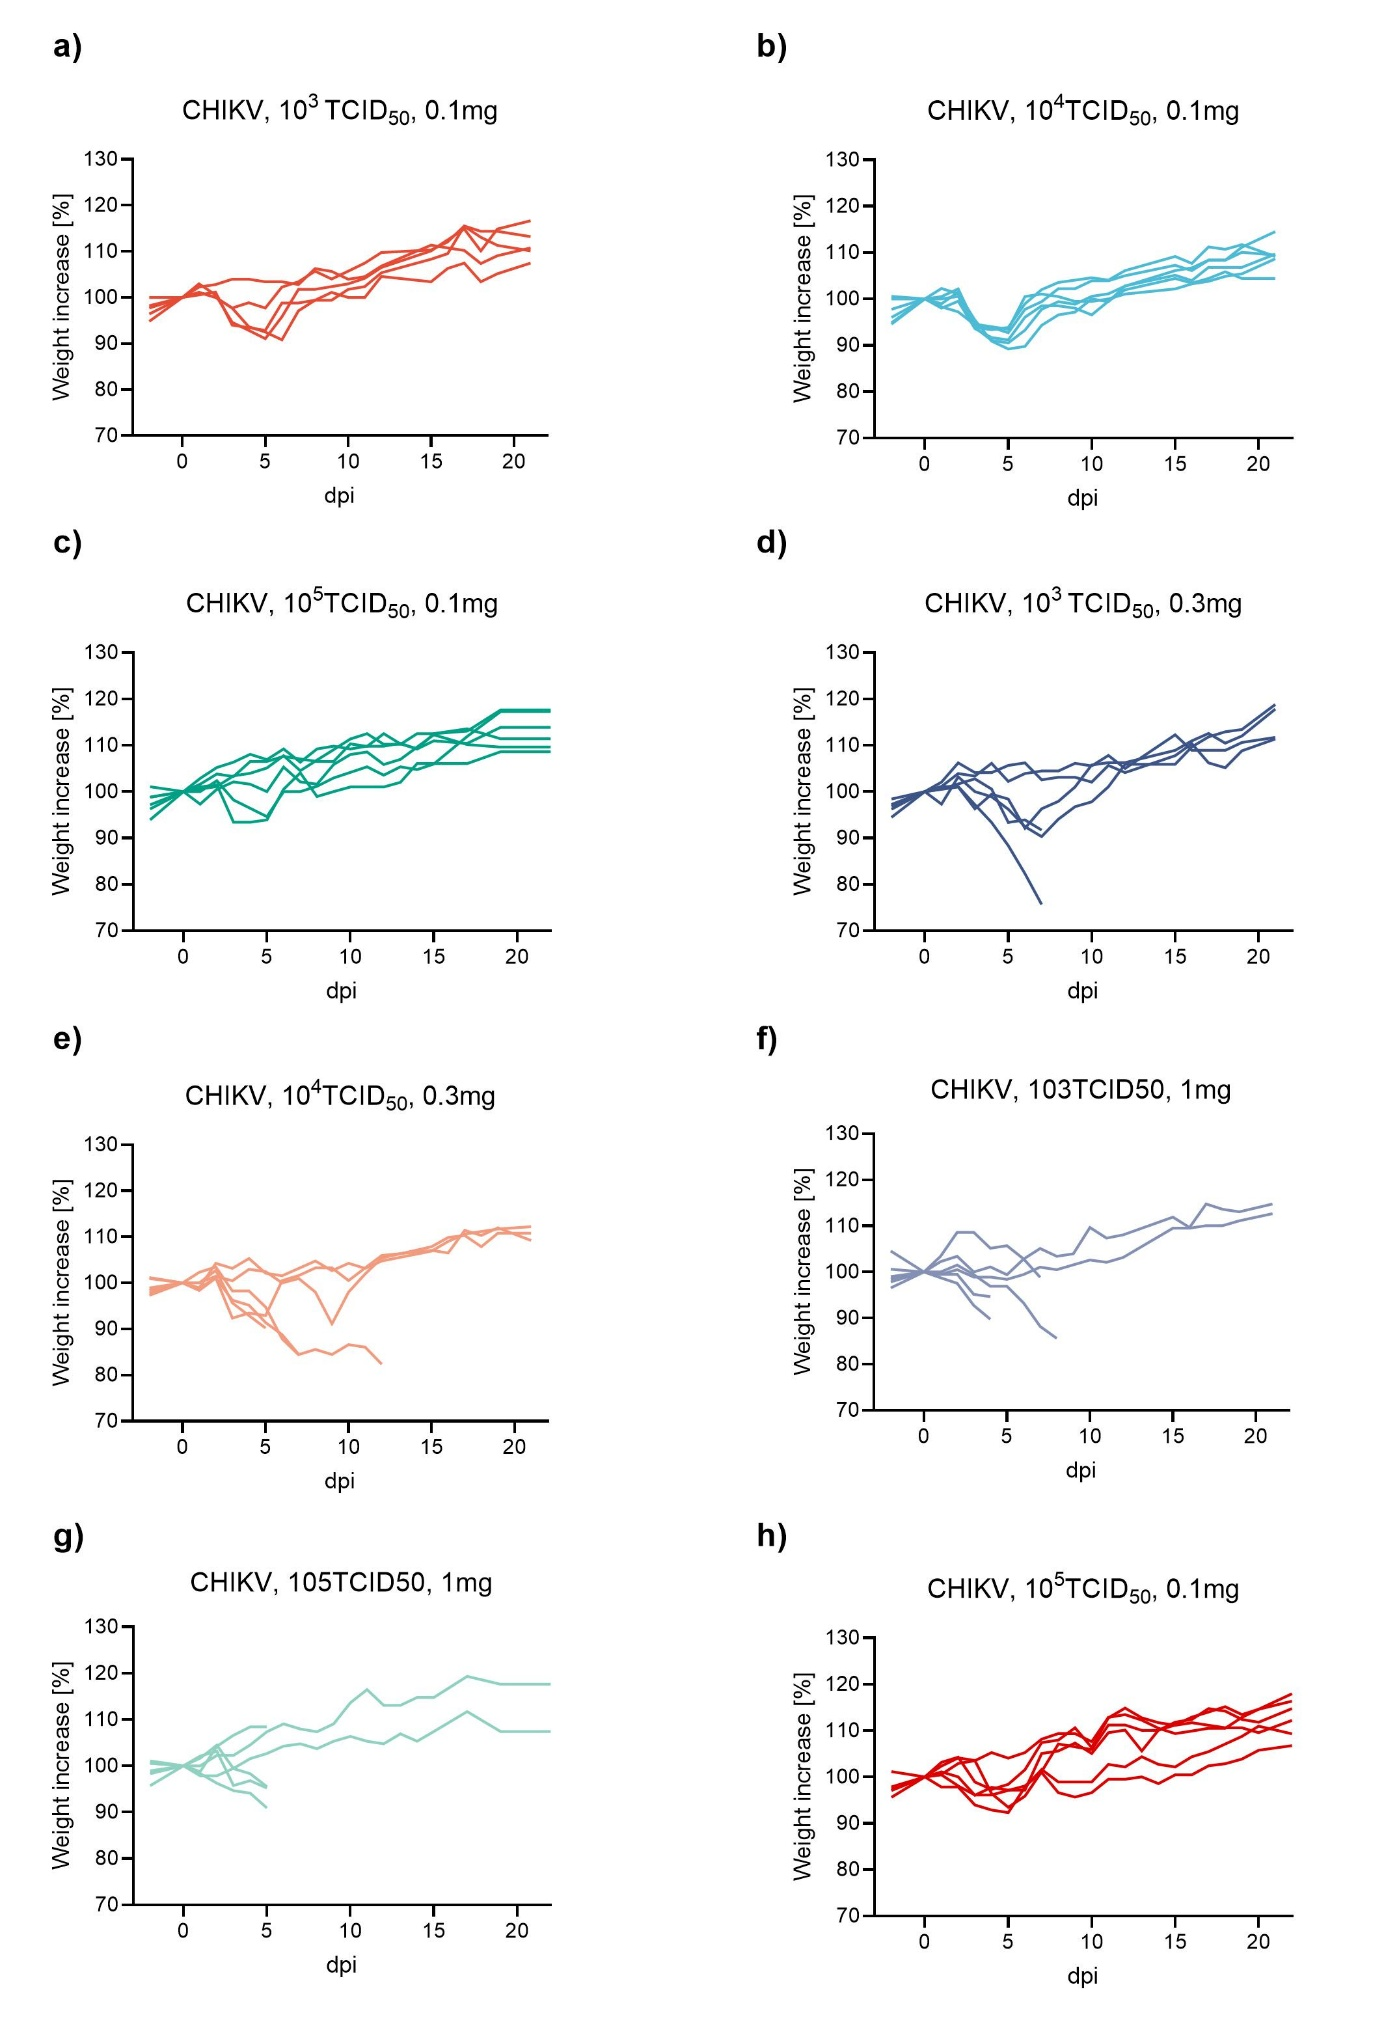 a)
CHIKV, 10³ TCID₅₀, 0.1mg
Weight increase [%]
130
120
110
100
90
80
70
0 5 10 15 20
dpi
b)
CHIKV, 10⁴TCID₅₀, 0.1mg
Weight increase [%]
130
120
110
100
90
80
70
0 5 10 15 20
dpi
c)
CHIKV, 10⁵TCID₅₀, 0.1mg
Weight increase [%]
130
120
110
100
90
80
70
0 5 10 15 20
dpi
d)
CHIKV, 10³ TCID₅₀, 0.3mg
Weight increase [%]
130
120
110
100
90
80
70
0 5 10 15 20
dpi
e)
CHIKV, 10⁴TCID₅₀, 0.3mg
Weight increase [%]
130
120
110
100
90
80
70
0 5 10 15 20
dpi
f)
CHIKV, 103TCID50, 1mg
Weight increase [%]
130
120
110
100
90
80
70
0 5 10 15 20
dpi
g)
CHIKV, 105TCID50, 1mg
Weight increase [%]
130
120
110
100
90
80
70
0 5 10 15 20
dpi
h)
CHIKV, 10⁵TCID₅₀, 0.1mg
Weight increase [%]
130
120
110
100
90
80
70
0 5 10 15 20
dpi